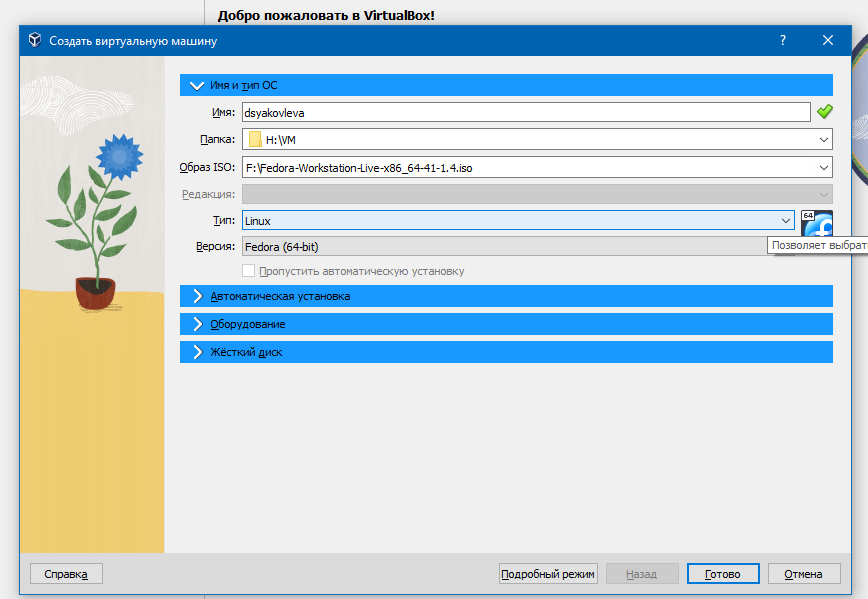 Добро пожаловать в VirtualBox!
Создать виртуальную машину
?
Имя и тип ОС
Имя: dsyakovleva
Папка: H:\VM
Образ ISO: F:\Fedora-Workstation-Live-x86_64-41-1.4.iso
Редакция:
Тип: Linux
64
Позволяет выбрать
Версия: Fedora (64-bit)
Пропустить автоматическую установку
Автоматическая установка
Оборудование
Жёсткий диск
Справка Подробный режим Назад Готово Отмена